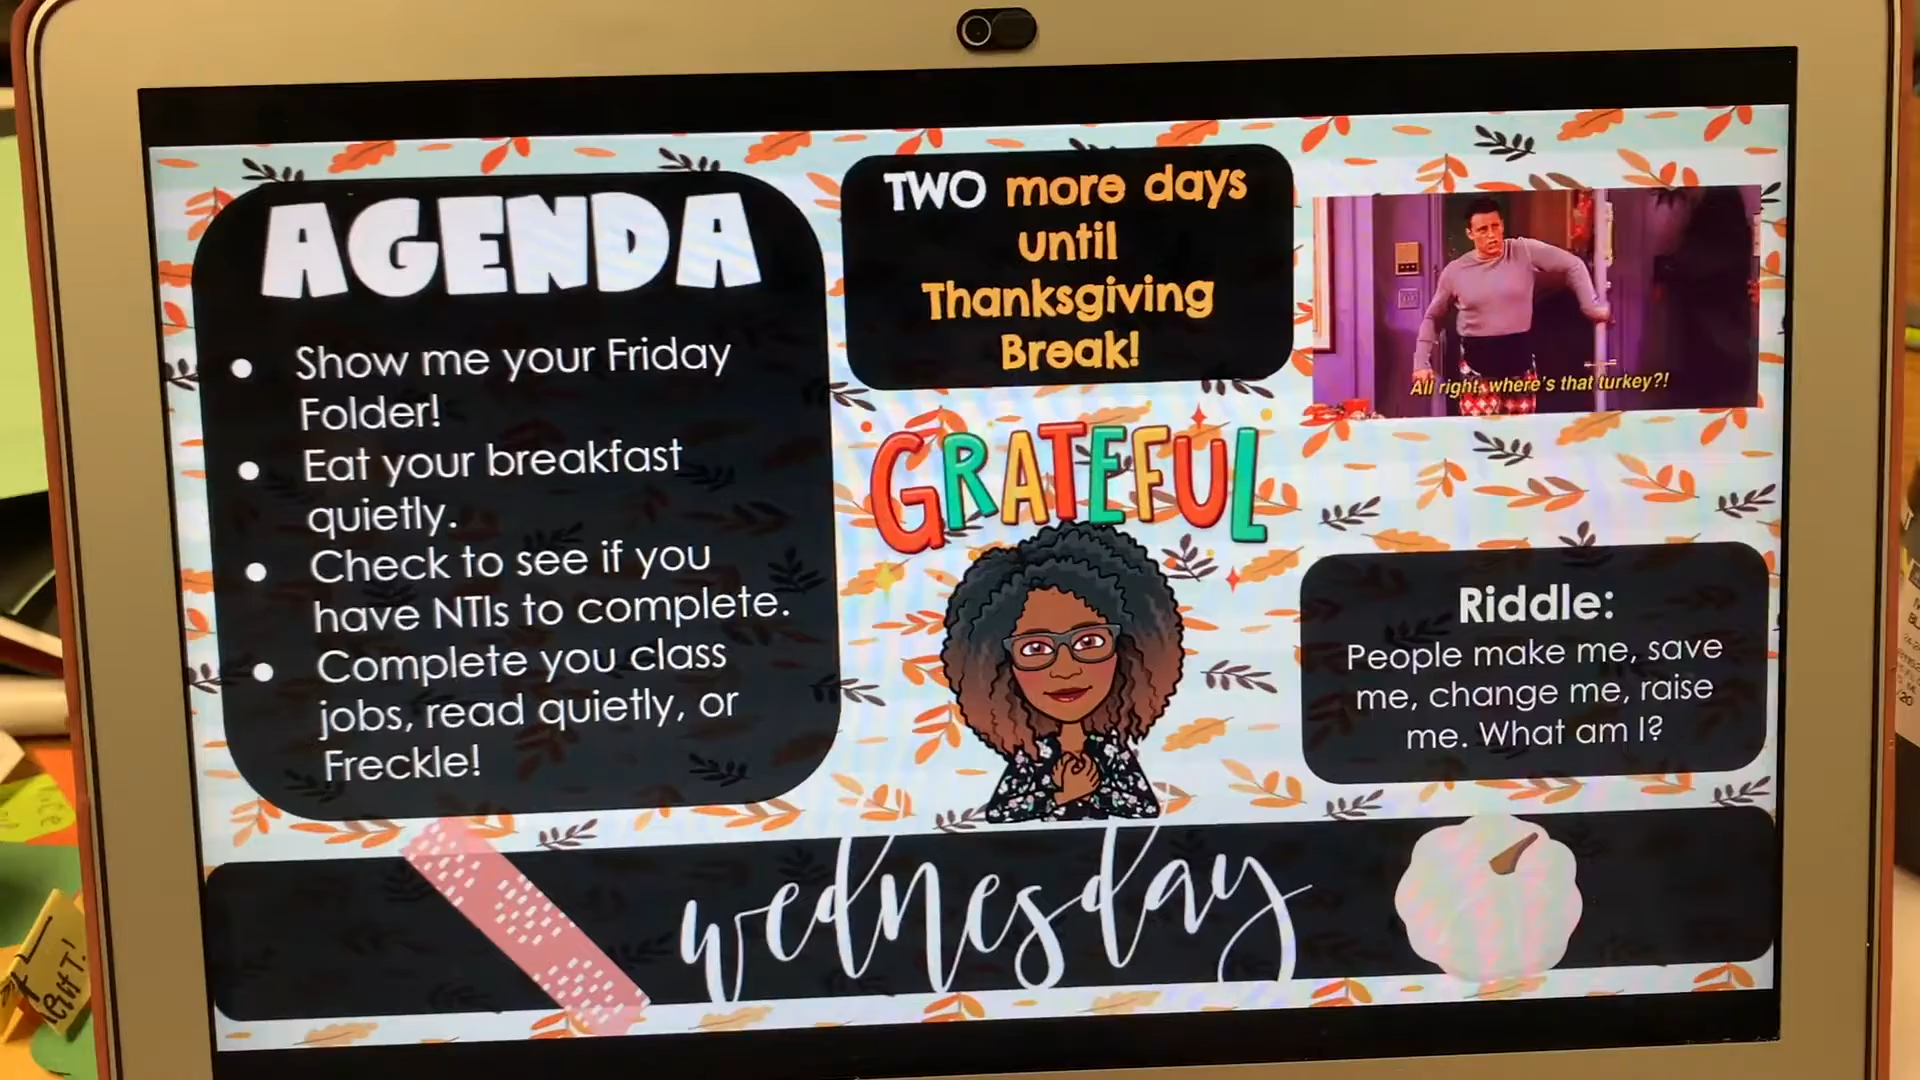 AGENDA
Show me your Friday
Folder!
Eat your breakfast
quietly.
Check to see if you
have NTIs to complete.
Complete you class
jobs, read quietly, or
Freckle!
TWO more days
until
Thanksgiving
Break!
GRATEFUL
All right, where's that turkey?!
Riddle:
People make me, save
me, change me, raise
me. What am I?
wednesday